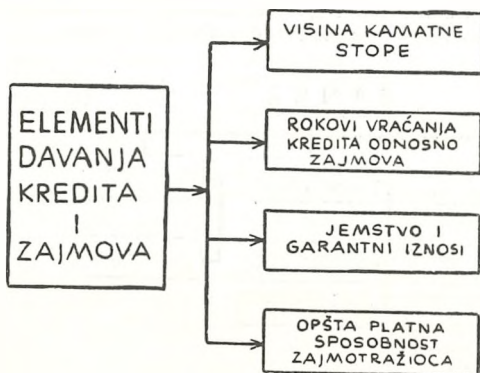 ELEMENTI
DAVANJA
KREDITA
I
ZAJMOVA
VISINA KAMATNE
STOPE
ROKOVI VRAĆANJA
KREDITA ODNOSNO
ZAJMOVA
JEMSTVO I
GARANTNI IZNOSI
OPŠTA PLATNA
SPOSOBNOST
ZAJMOTRAŽIOCA